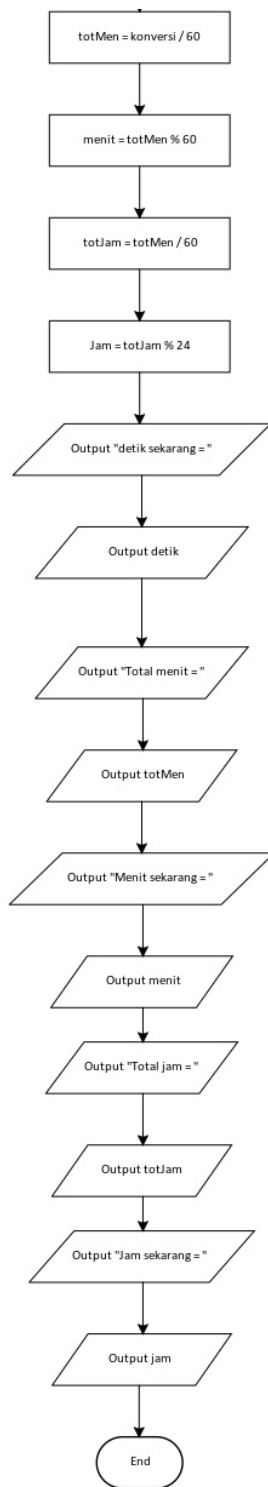 totMen = konversi / 60
menit = totMen % 60
totJam = totMen / 60
Jam = totJam % 24
Output "detik sekarang = "
Output detik
Output "Total menit = "
Output totMen
Output "Menit sekarang = "
Output menit
Output "Total jam = "
Output totJam
Output "Jam sekarang = "
Output jam
End